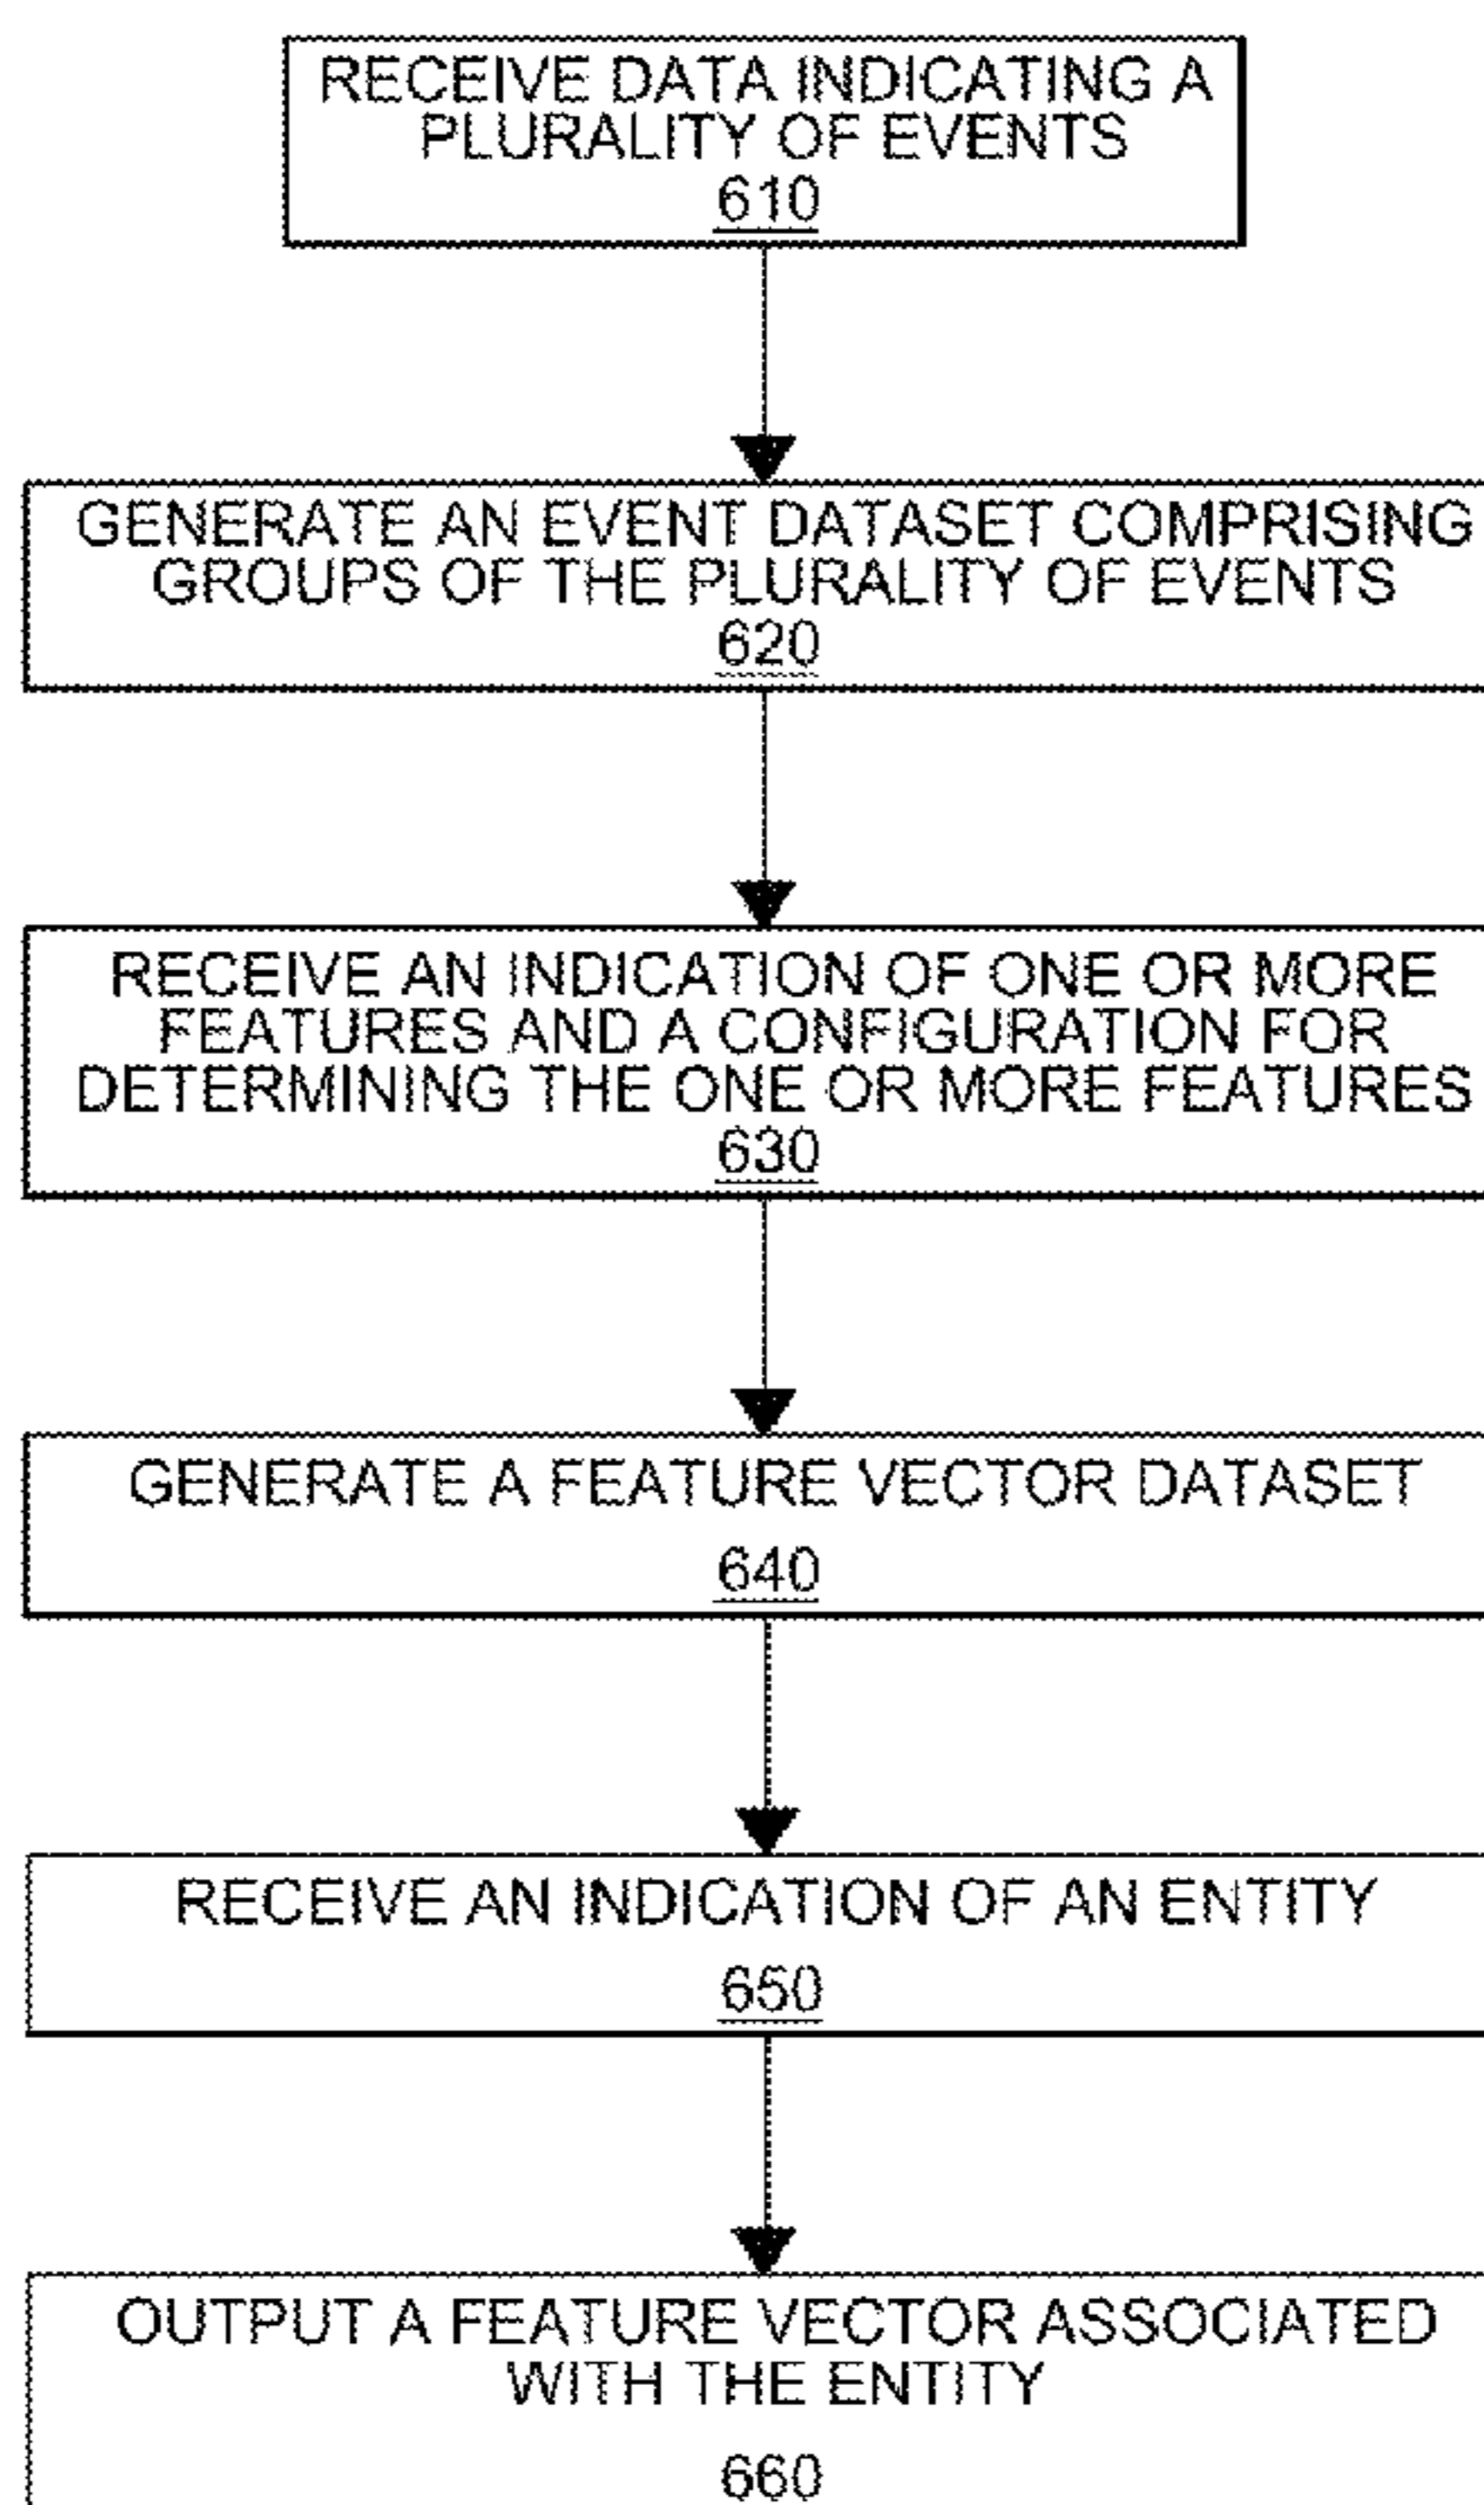 RECEIVE DATA INDICATING A
PLURALITY OF EVENTS
610
GENERATE AN EVENT DATASET COMPRISING
GROUPS OF THE PLURALITY OF EVENTS
620
RECEIVE AN INDICATION OF ONE OR MORE
FEATURES AND A CONFIGURATION FOR
DETERMINING THE ONE OR MORE FEATURES
630
GENERATE A FEATURE VECTOR DATASET
640
RECEIVE AN INDICATION OF AN ENTITY
650
OUTPUT A FEATURE VECTOR ASSOCIATED
WITH THE ENTITY
660